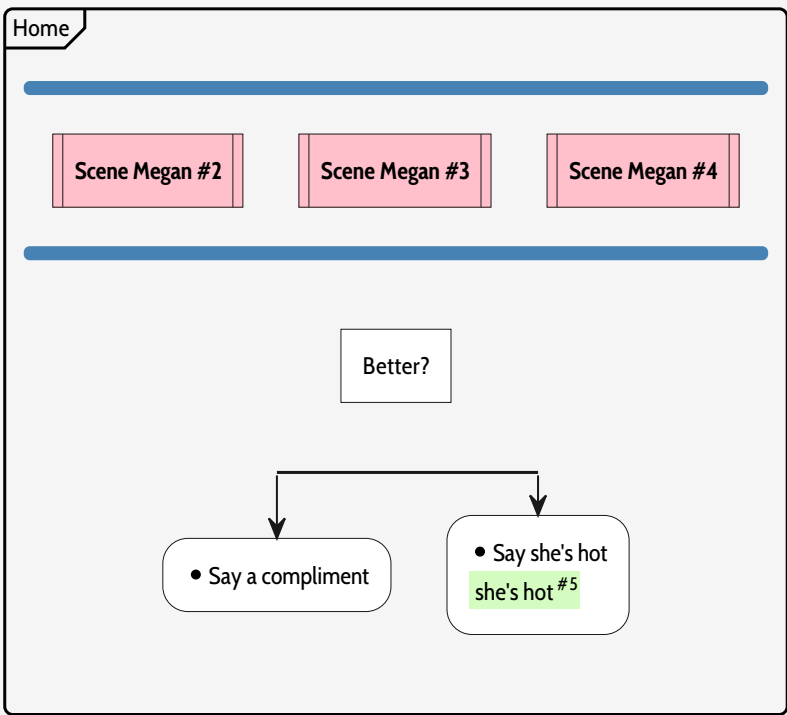 Home
Scene Megan #2
Scene Megan #3
Scene Megan #4
Better?
• Say a compliment
• Say she's hot
she's hot #5